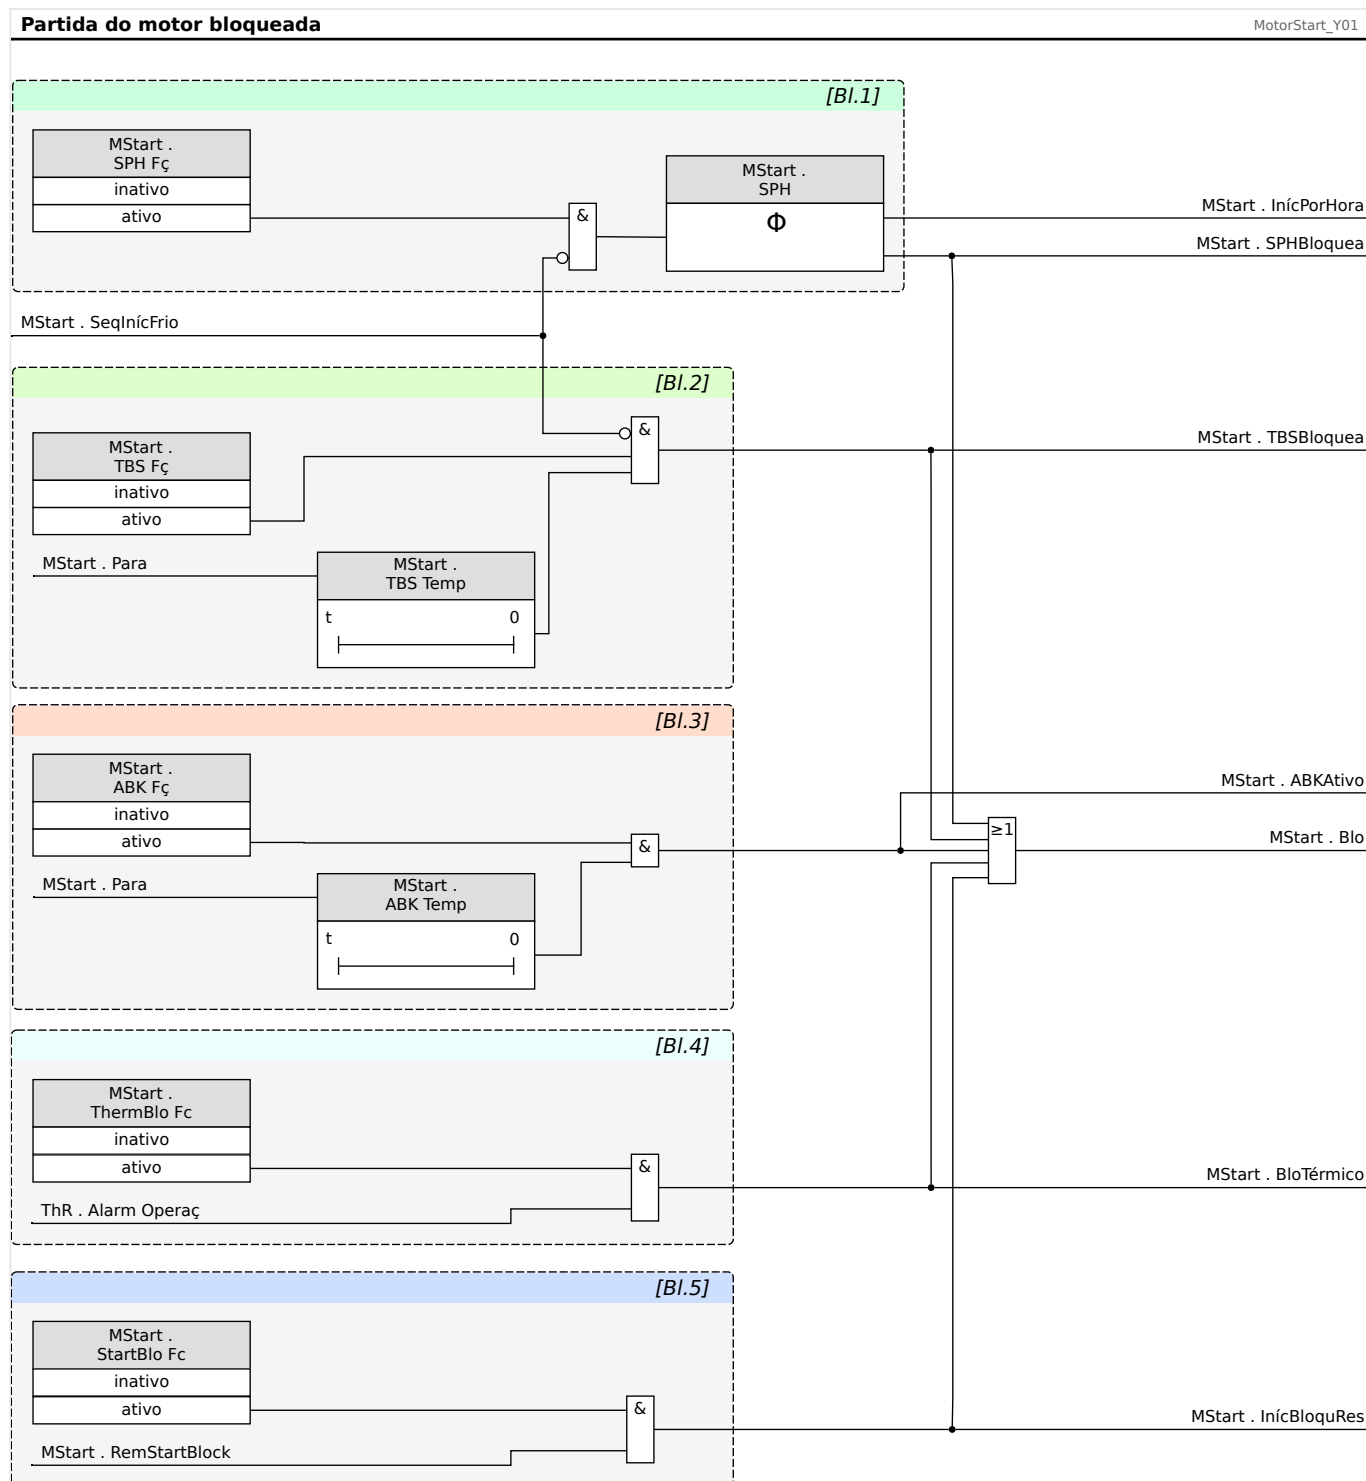 Partida do motor bloqueada
MotorStart_Y01
[Bl.1]
MStart .
SPH Fç
inativo
ativo
&
MStart .
SPH
Φ
MStart . InícPorHora
MStart . SPHBloquea
MStart . SeqInícFrio
[Bl.2]
MStart .
TBS Fç
inativo
ativo
&
MStart . TBSBloquea
MStart . Para
MStart .
TBS Temp
t 0
[Bl.3]
MStart .
ABK Fç
inativo
ativo
&
MStart . ABKAtivo
≥1
MStart . Blo
MStart . Para
MStart .
ABK Temp
t 0
[Bl.4]
MStart .
ThermBlo Fc
inativo
ativo
&
MStart . BloTérmico
ThR . Alarm Operaç
[Bl.5]
MStart .
StartBlo Fc
inativo
ativo
&
MStart . InícBloquRes
MStart . RemStartBlock